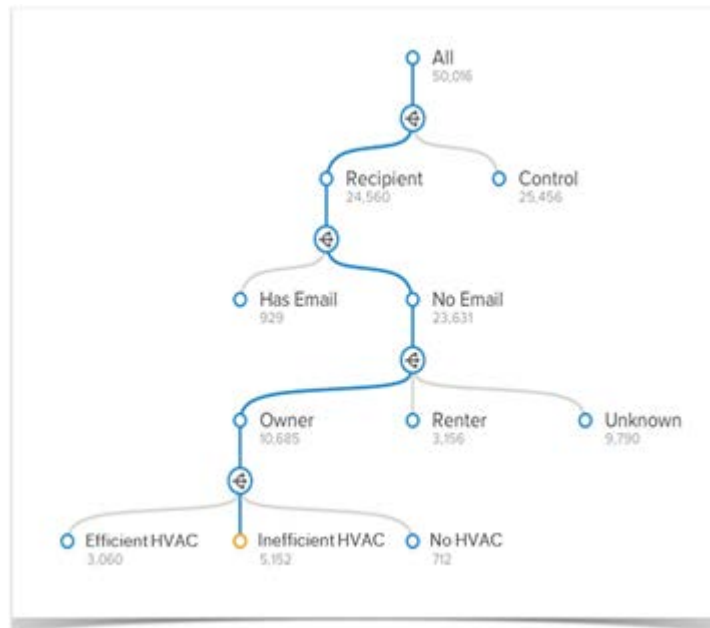 All
50,016
Recipient
24,560
Control
25,456
Has Email
929
No Email
23,631
Owner
10,685
Renter
3,156
Unknown
9,790
Efficient HVAC
3.060
Inefficient HVAC
5,152
No HVAC
712